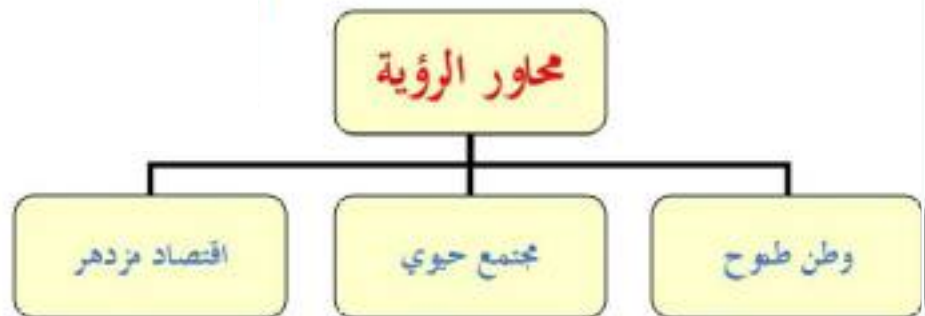 محاور الرؤية
وطن طموح
مجتمع حيوي
اقتصاد مزدهر